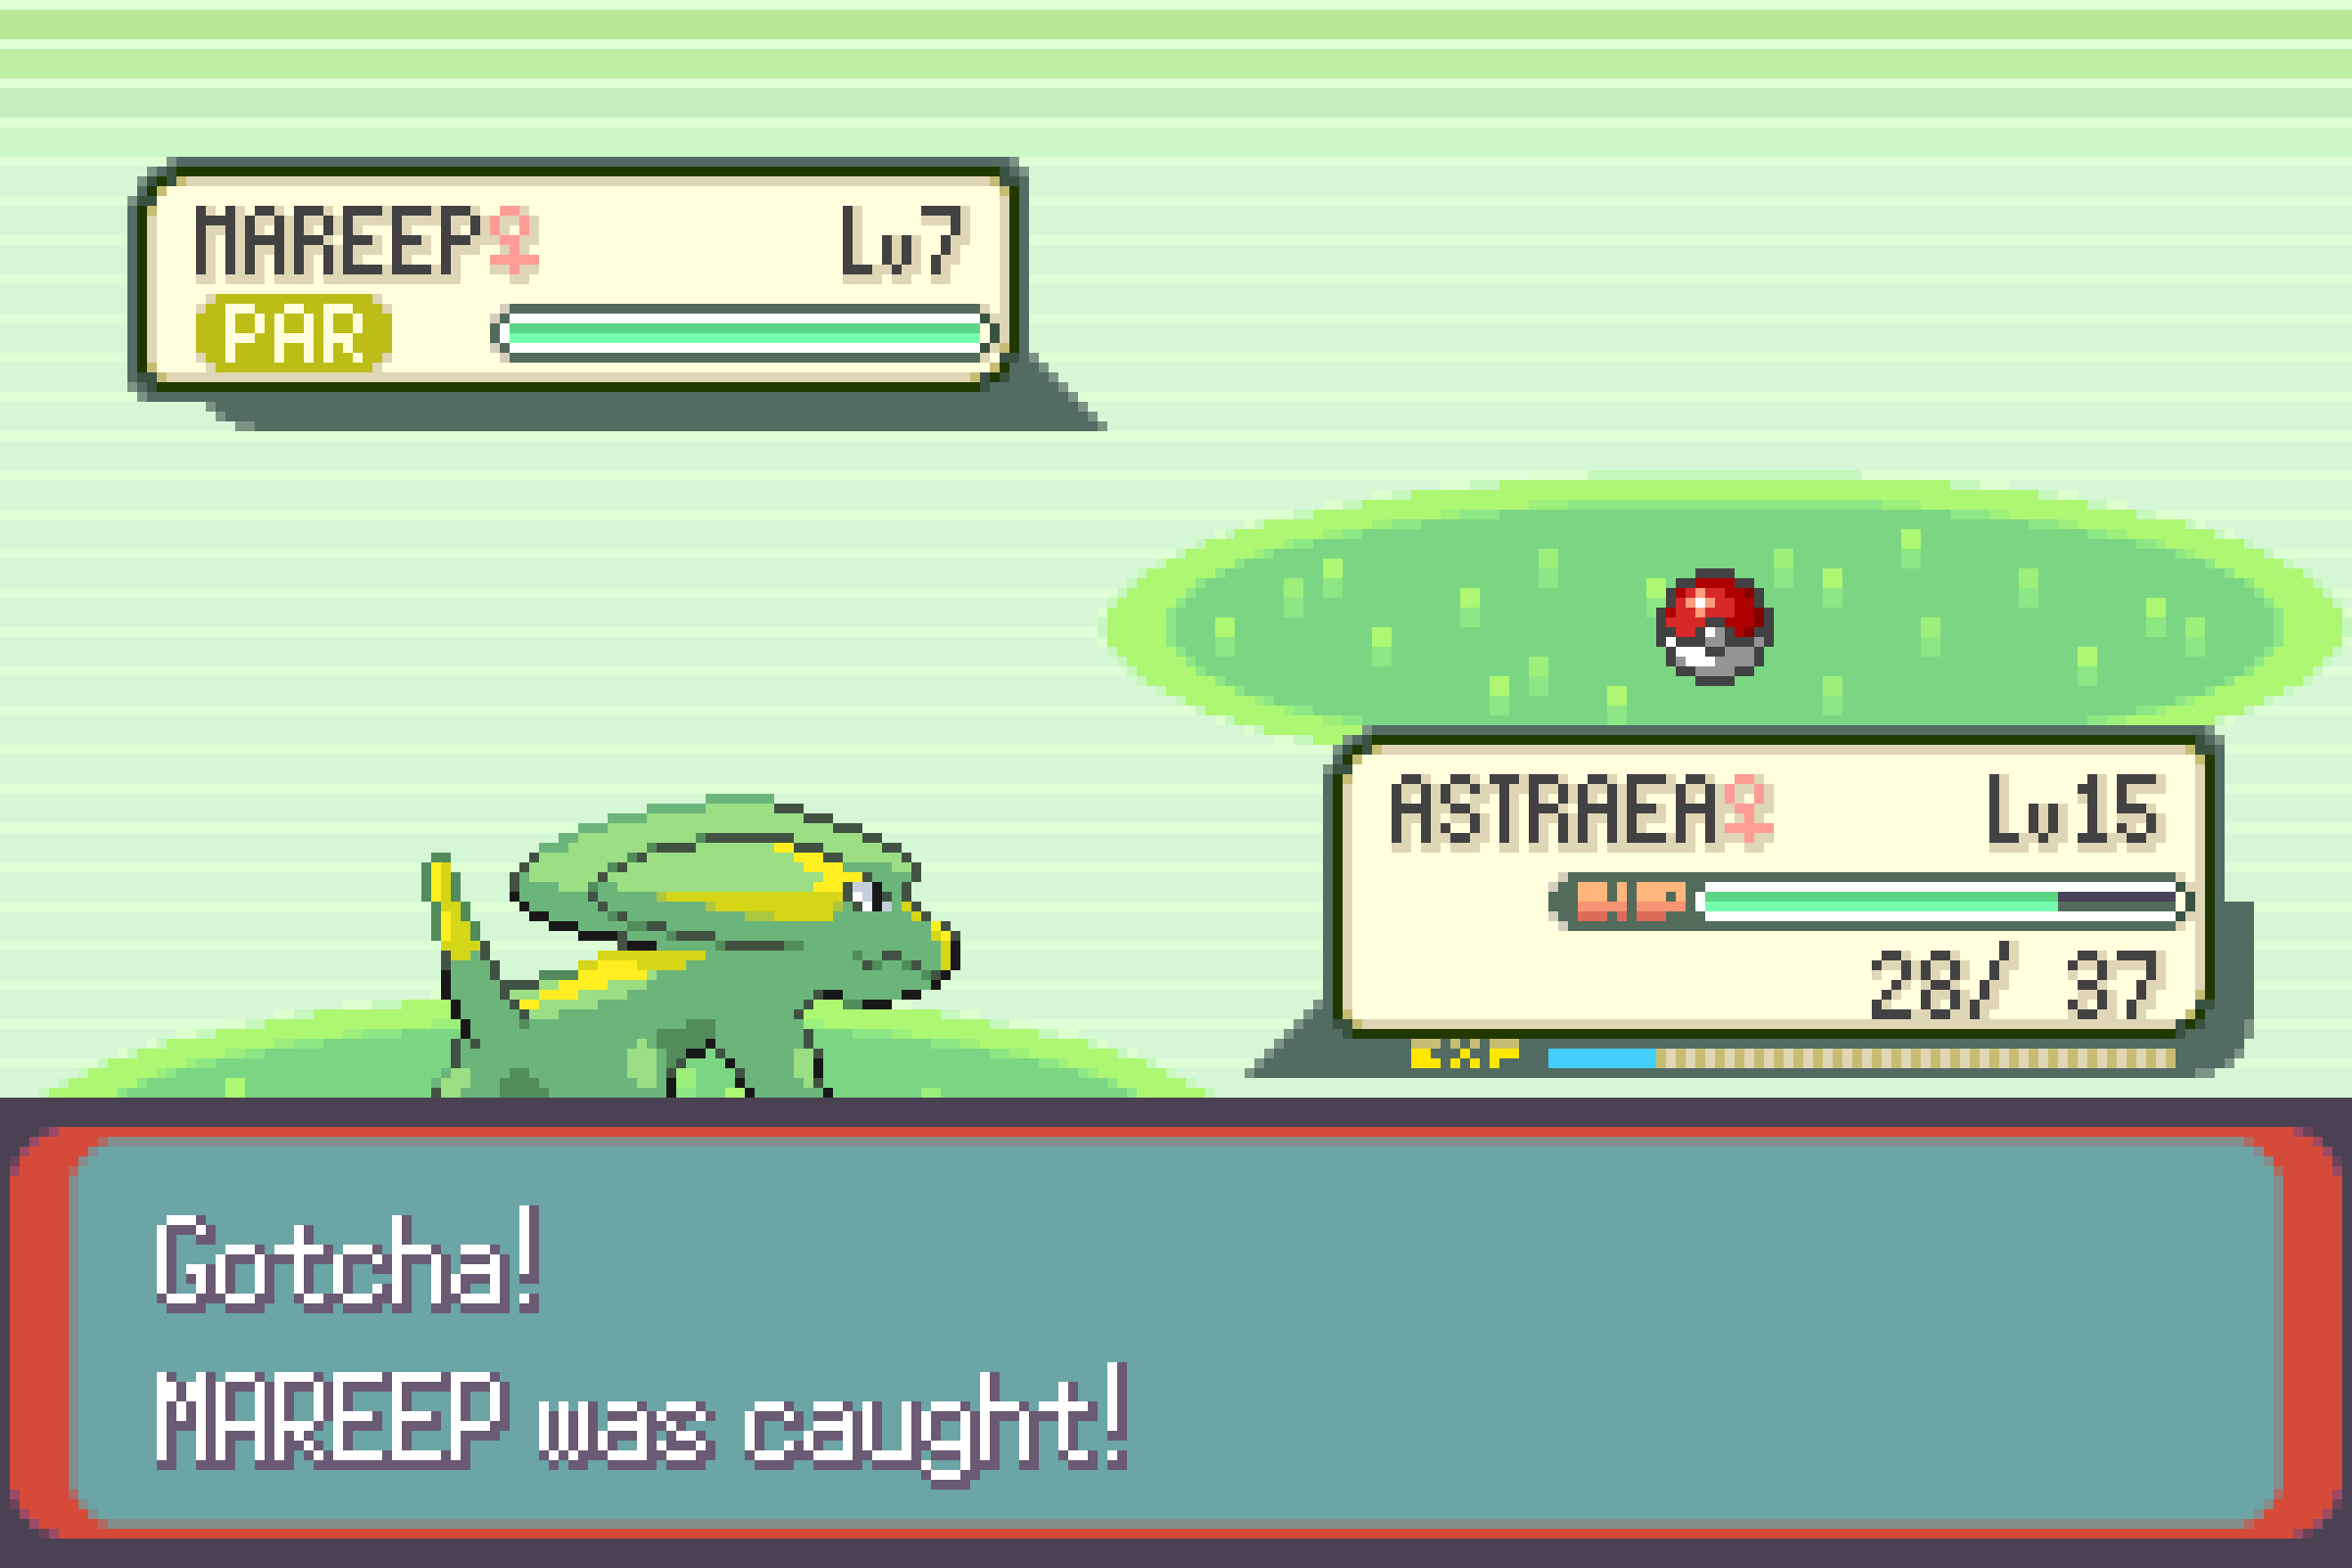 MAREEP♀ Lv7
PAR
ASTRAEA♀ Lv15
HP
28/ 37
EXP
Gotcha!
MAREEP was caught!